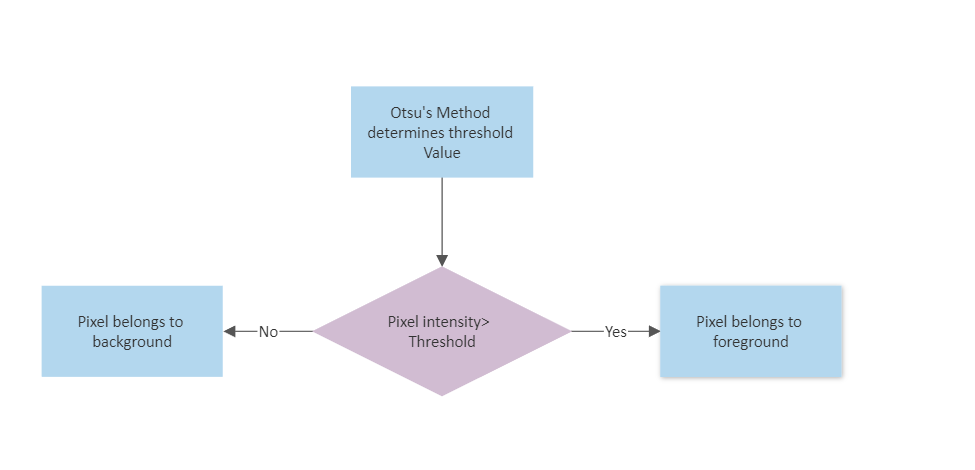 Otsu's Method
determines threshold
Value
Pixel belongs to
background
No
Pixel intensity>
Threshold
Yes
Pixel belongs to
foreground